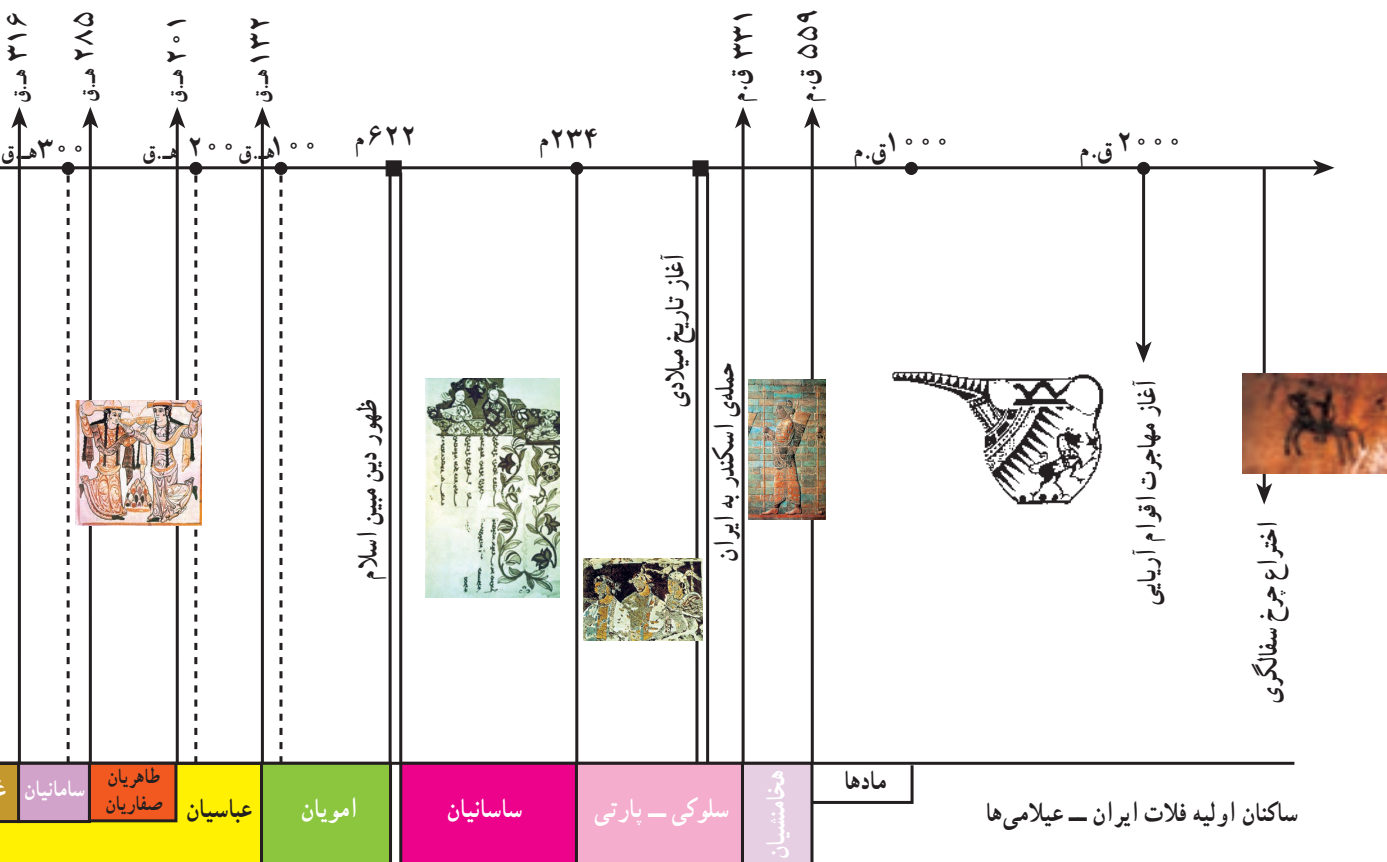 ۵۵۹ ق.م
۳۳۱ ق.م
۱۳۲ هـ.ق
۲۰۱ هـ.ق
۲۸۵ هـ.ق
۳۱۶ هـ.ق
۲۰۰۰ ق.م
۱۰۰۰ ق.م
۲۳۴ م
۶۲۲ م
۱۰۰ هـ.ق
۲۰۰ هـ.ق
۳۰۰ هـ.ق
اختراع چرخ سفالگری
آغاز مهاجرت اقوام آریایی
حمله‌ی اسکندر به ایران
آغاز تاریخ میلادی
ظهور دین مبین اسلام
ساکنان اولیه فلات ایران ـ عیلامی‌ها
مادها
هخامنشیان
سلوکی ـ پارتی
ساسانیان
امویان
عباسیان
طاهریان
صفاریان
سامانیان